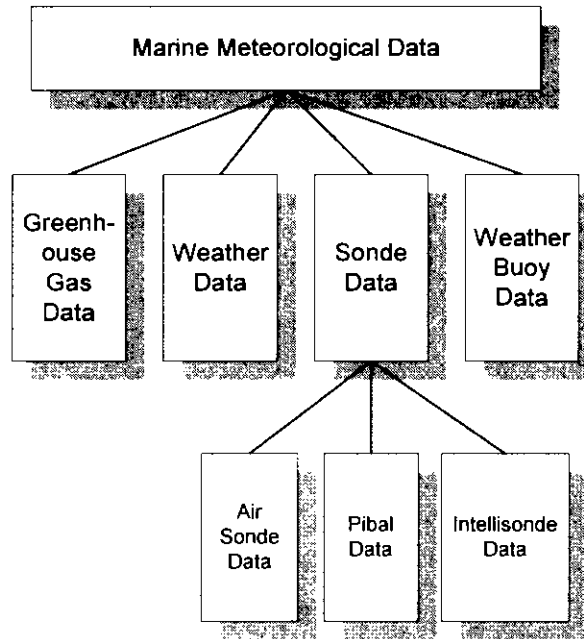 Marine Meteorological Data
Greenh-
ouse
Gas
Data
Weather
Data
Sonde
Data
Weather
Buoy
Data
Air
Sonde
Data
Pibal
Data
Intellisonde
Data